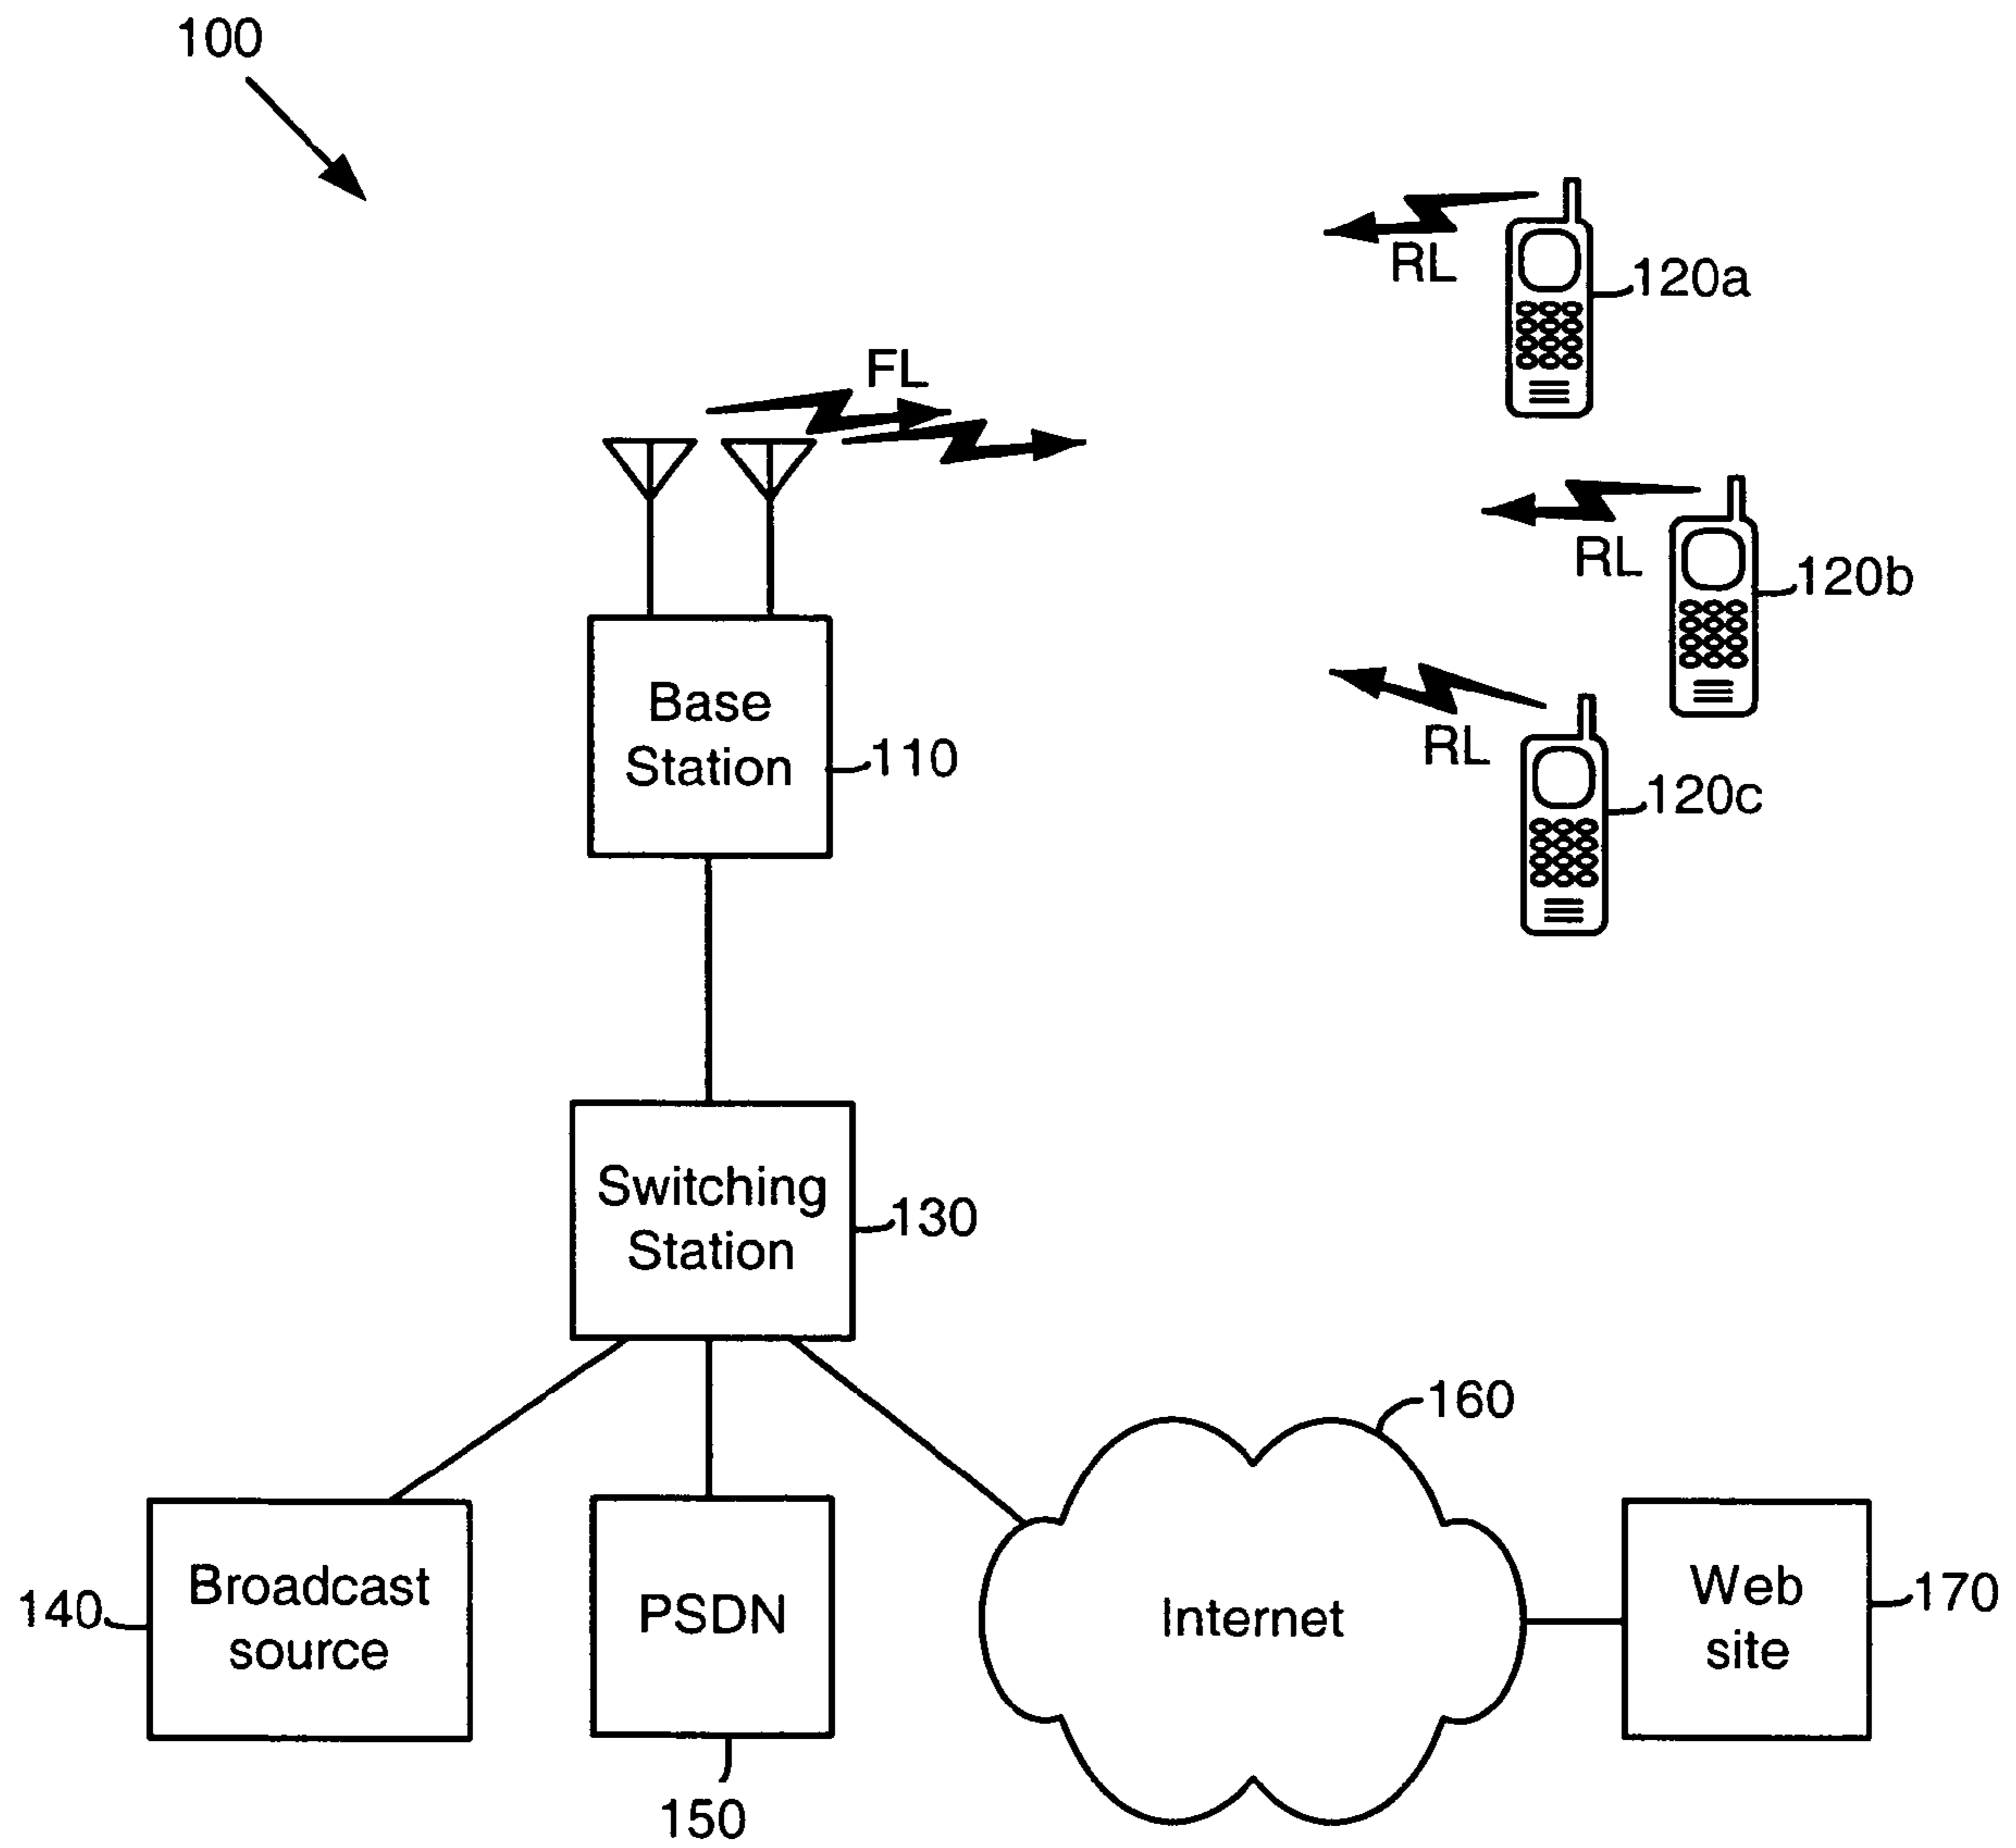 100
RL
120a
FL
RL
120b
Base
Station
110
RL
120c
Switching
Station
130
160
Broadcast
source
140
PSDN
150
Internet
Web
site
170